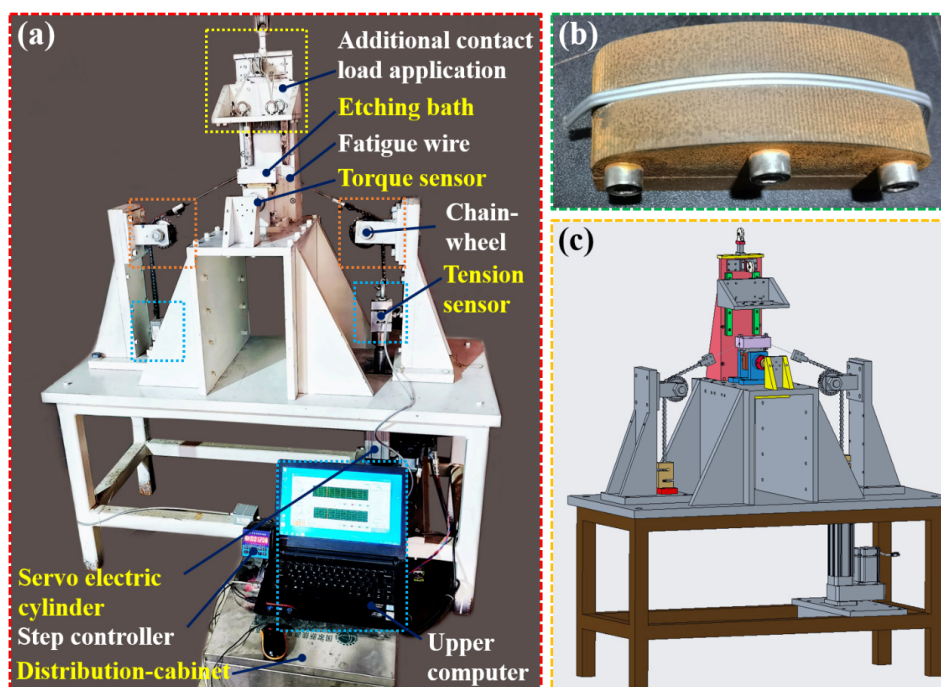 (a)
Additional contact
load application
Etching bath
Fatigue wire
Torque sensor
Chain-
wheel
Tension
sensor
Servo electric
cylinder
Step controller
Distribution-cabinet
Upper
computer
(b)
(c)